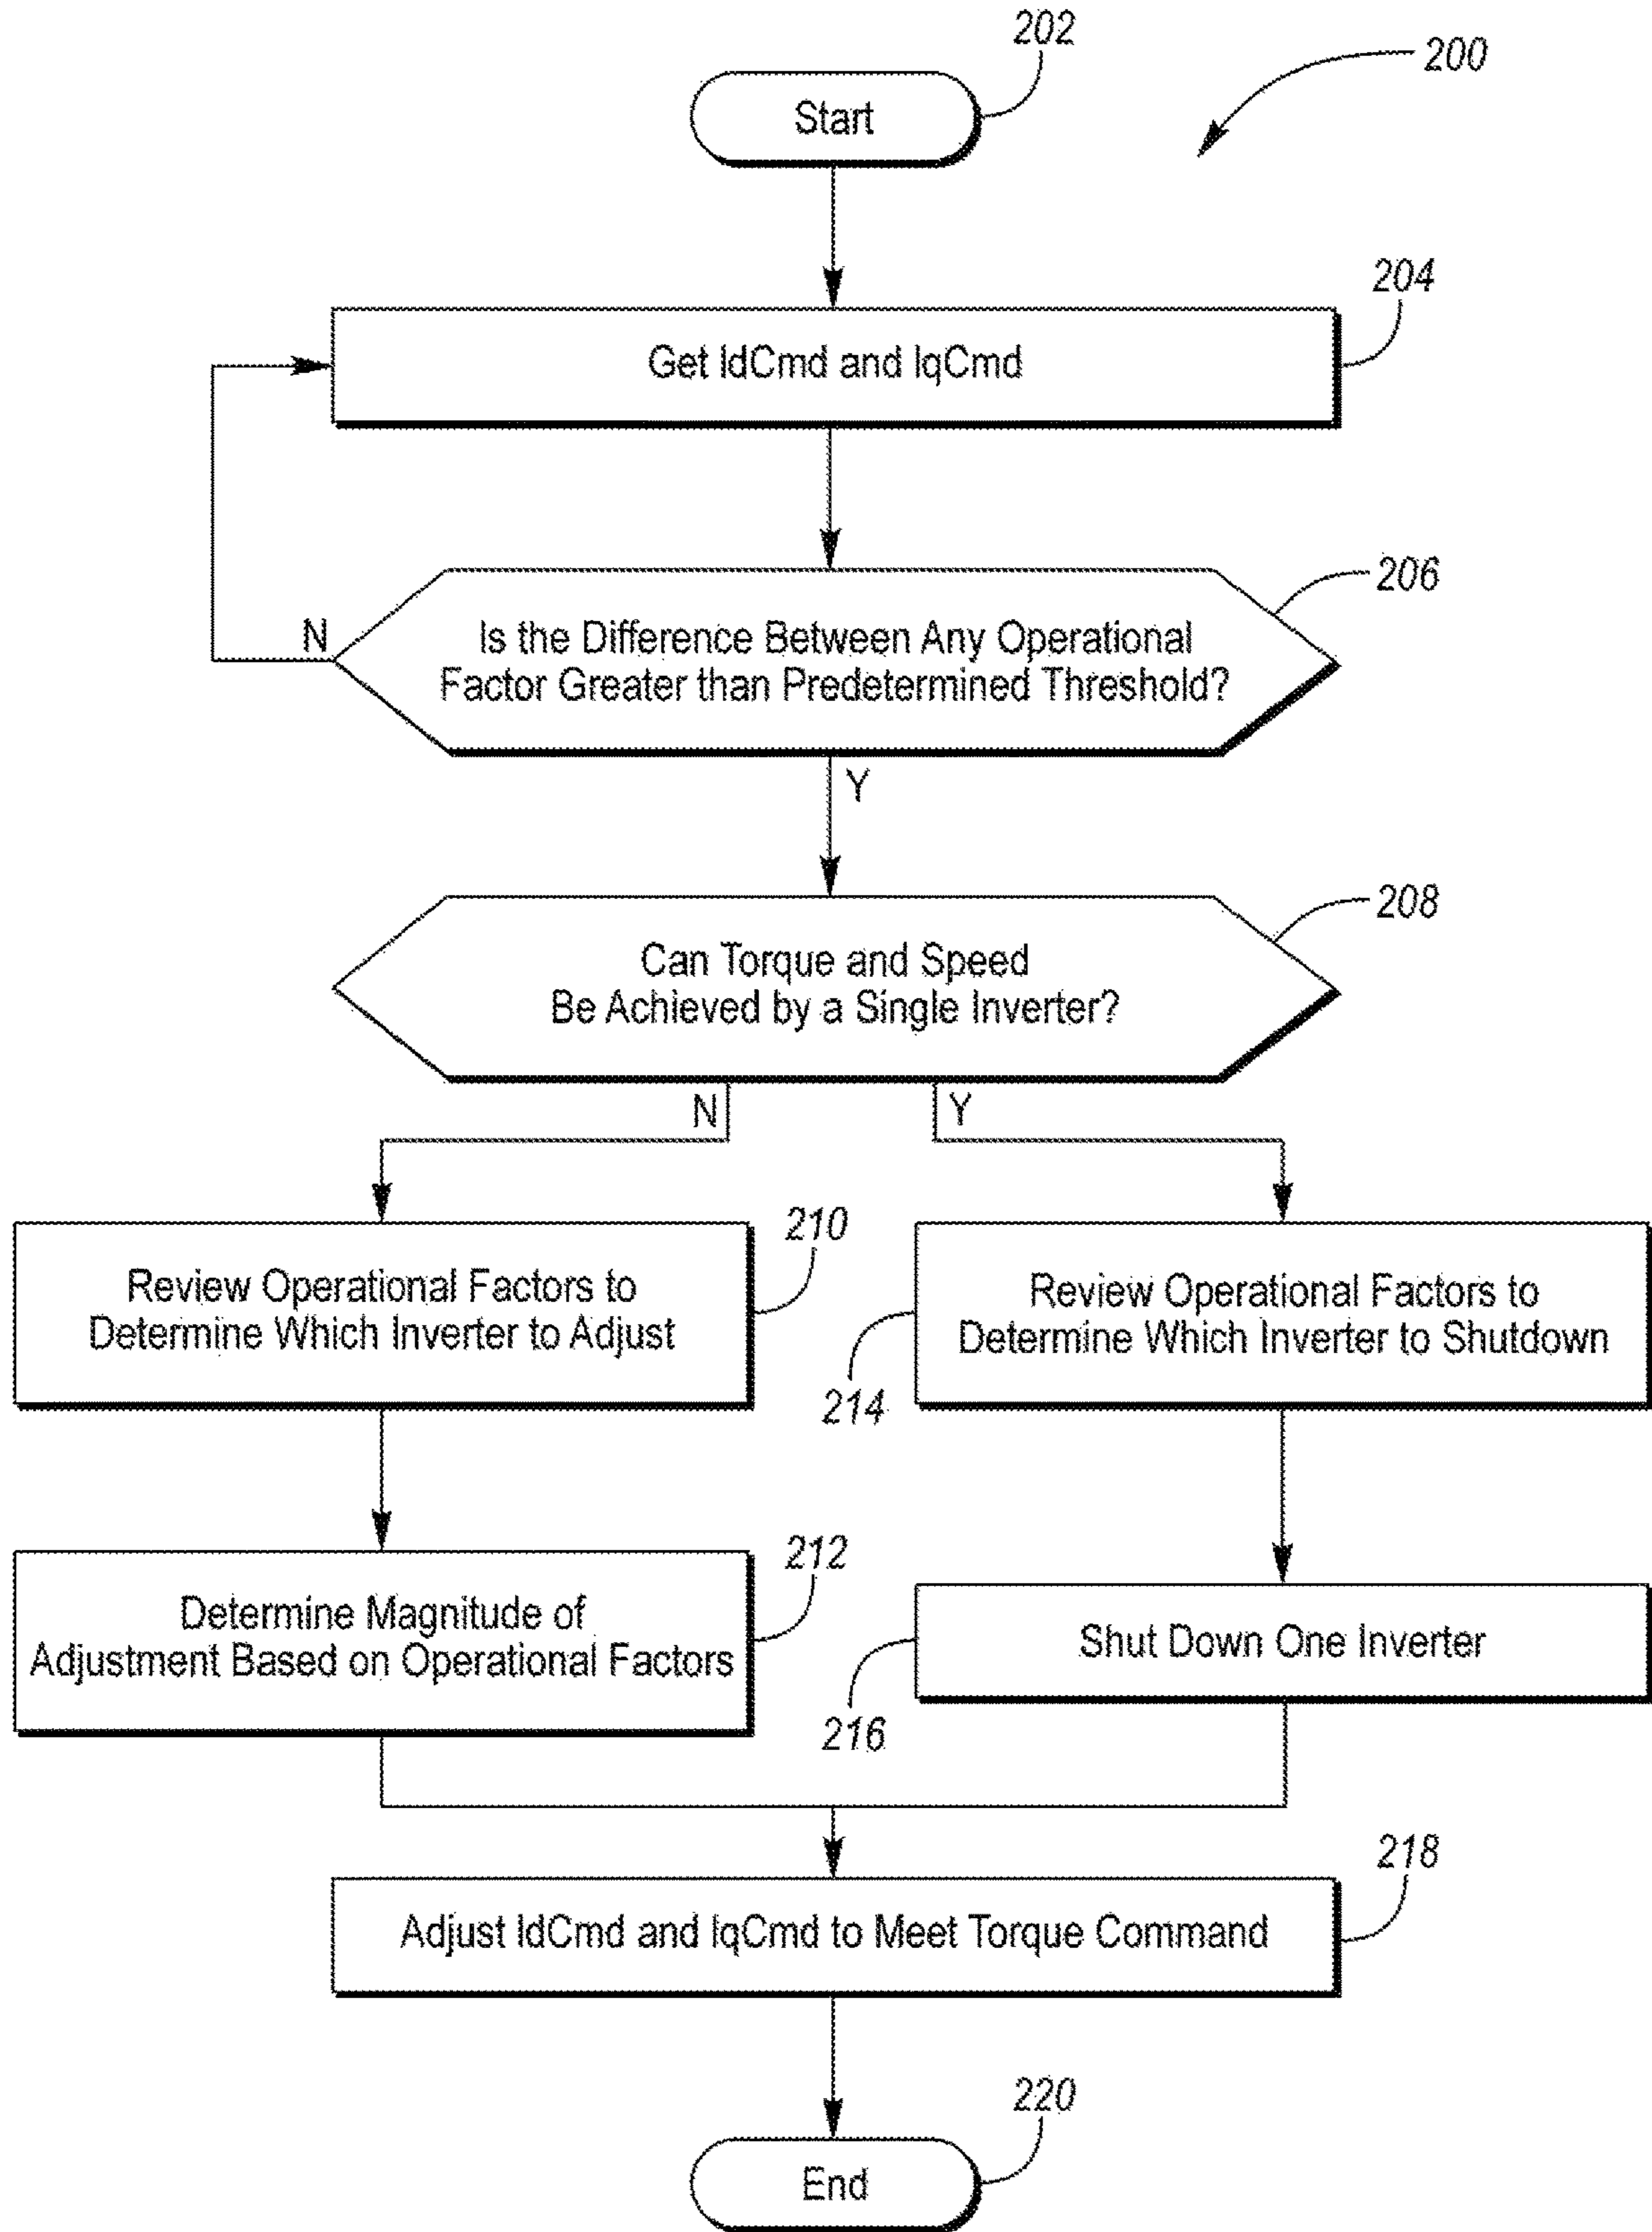 202
200
Start
204
Get IdCmd and IqCmd
206
N
Is the Difference Between Any Operational
Factor Greater than Predetermined Threshold?
Y
208
Can Torque and Speed
Be Achieved by a Single Inverter?
N
Y
210
Review Operational Factors to
Determine Which Inverter to Adjust
Review Operational Factors to
Determine Which Inverter to Shutdown
214
212
Determine Magnitude of
Adjustment Based on Operational Factors
Shut Down One Inverter
216
218
Adjust IdCmd and IqCmd to Meet Torque Command
220
End